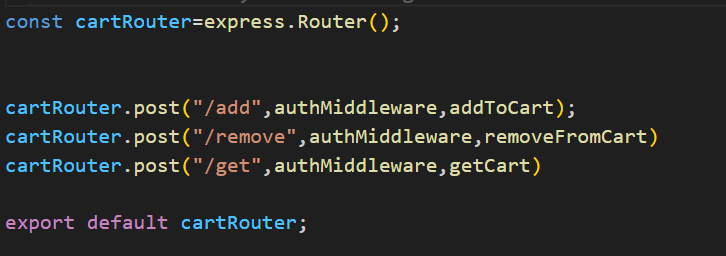 const cartRouter=express.Router();
cartRouter.post("/add",authMiddleware,addToCart);
cartRouter.post("/remove",authMiddleware,removeFromCart)
cartRouter.post("/get",authMiddleware,getCart)
export default cartRouter;